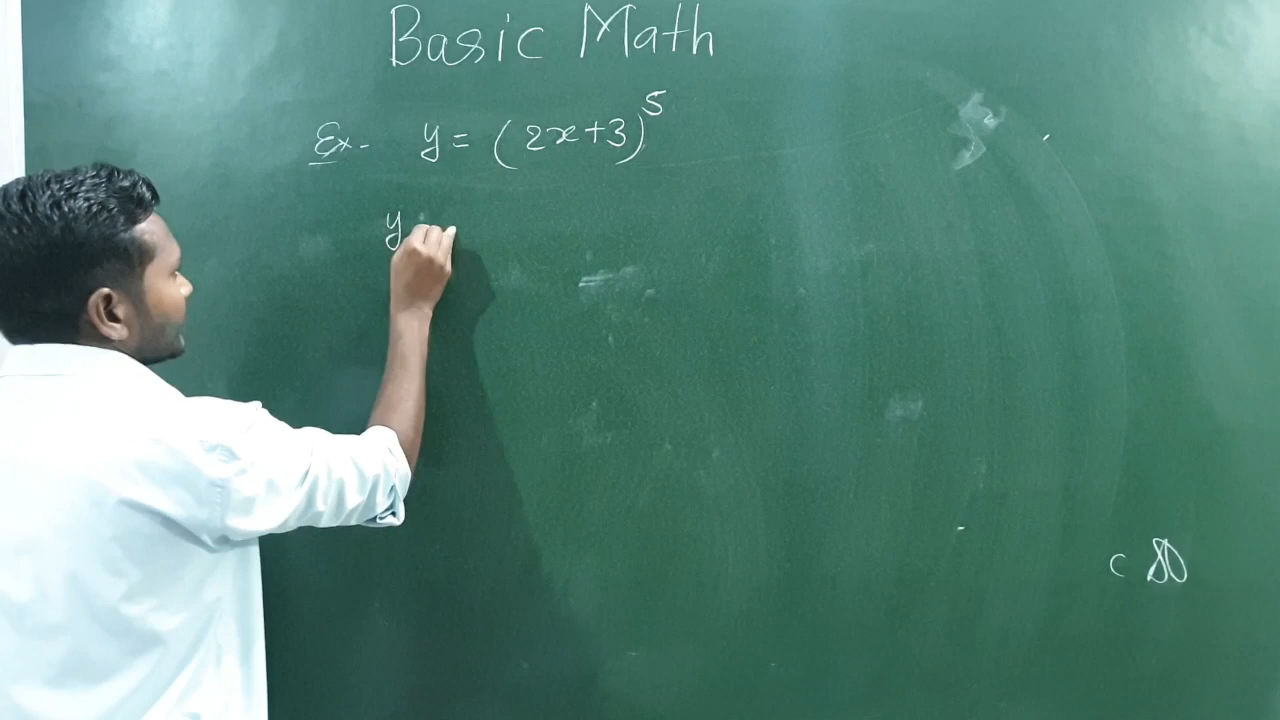 Basic Math
Ex- y = (2x+3)^5
y
c